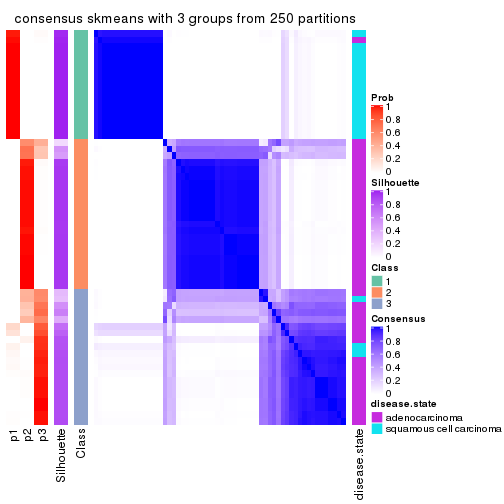 consensus skmeans with 3 groups from 250 partitions
Prob
1
0.8
0.6
0.4
0.2
0
Silhouette
1
0.8
0.6
0.4
0.2
0
Class
1
2
3
Consensus
1
0.8
0.6
0.4
0.2
0
disease.state
adenocarcinoma
squamous cell carcinoma
p1
p2
p3
Silhouette
Class
disease.state